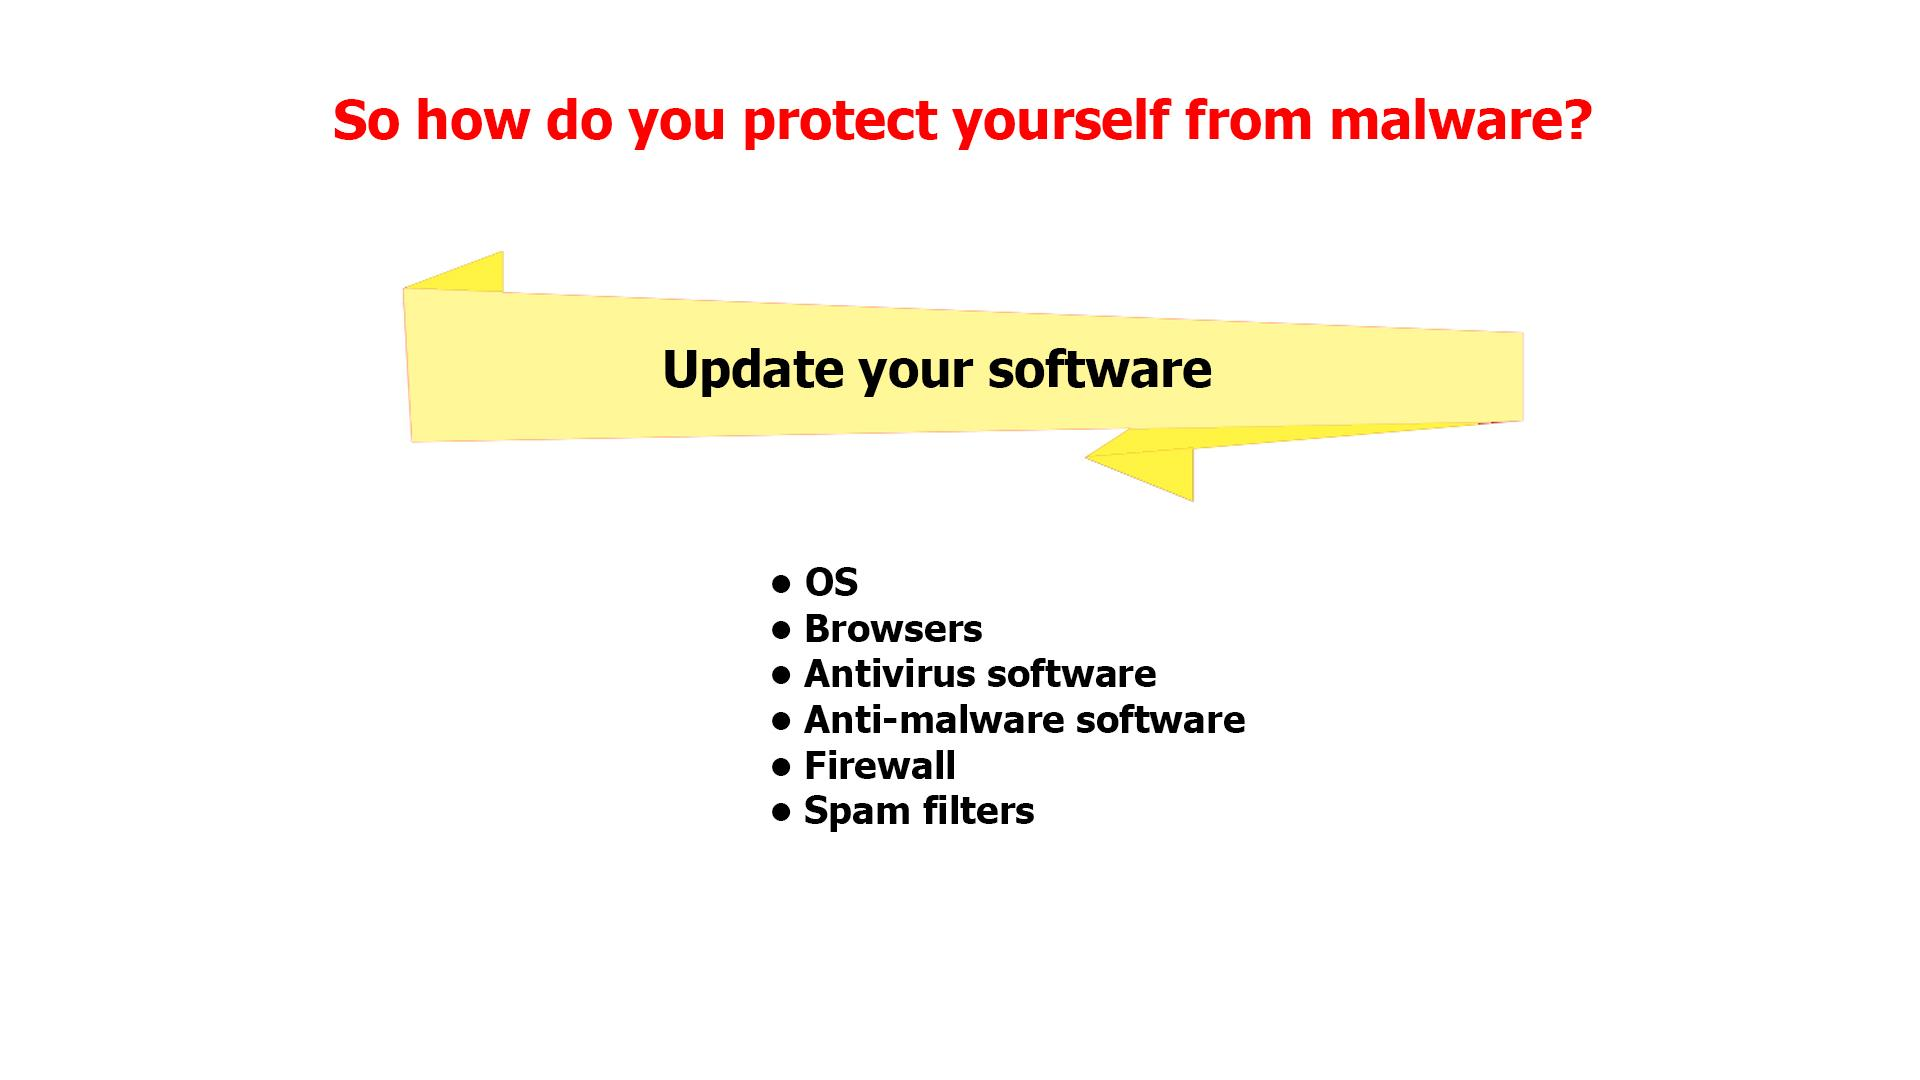 So how do you protect yourself from malware?
Update your software
• OS
• Browsers
• Antivirus software
• Anti-malware software
• Firewall
• Spam filters